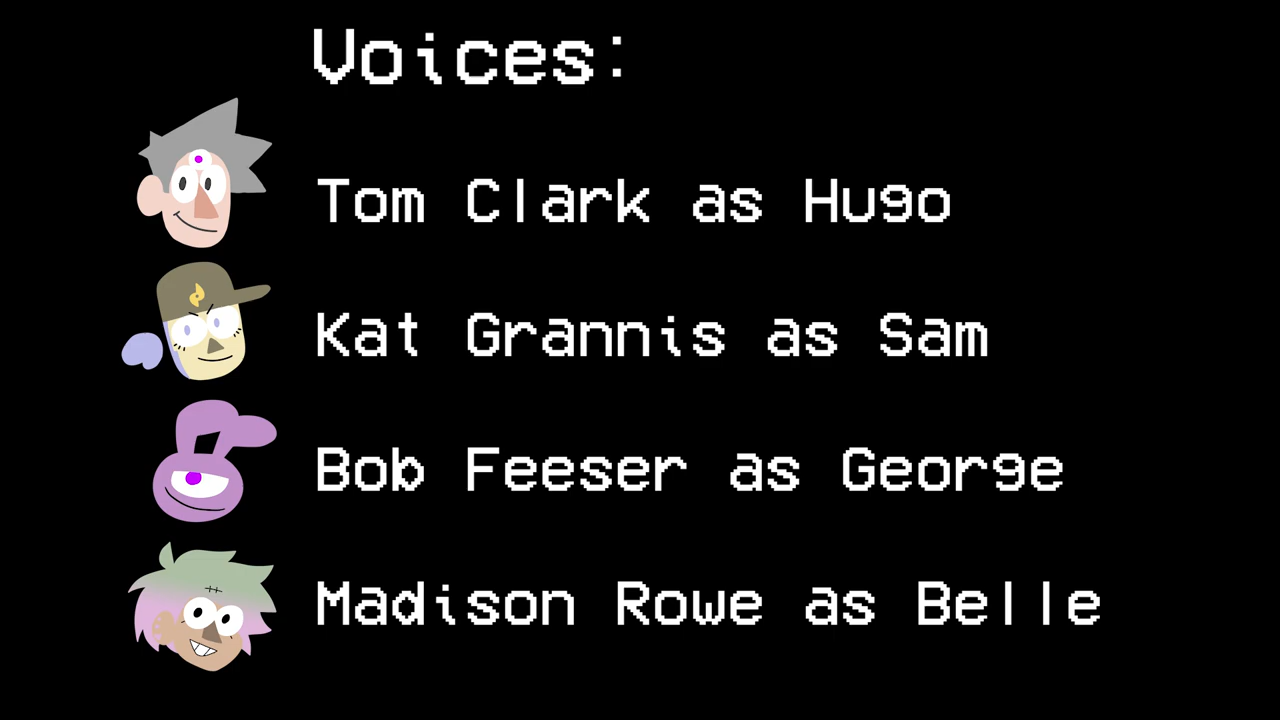 Voices:
Tom Clark as Hugo
Kat Grannis as Sam
Bob Feeser as George
Madison Rowe as Belle